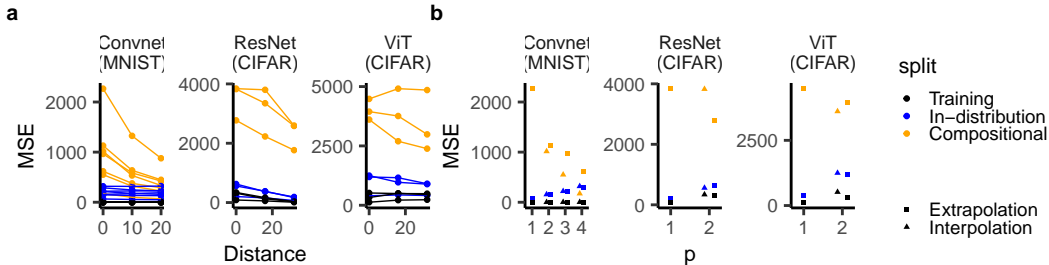 a
b
Convnet
(MNIST)
ResNet
(CIFAR)
ViT
(CIFAR)
Convnet
(MNIST)
ResNet
(CIFAR)
ViT
(CIFAR)
MSE
2000
1000
0
4000
2000
0
5000
2500
0
0 10 20
0 20
0 20
Distance
MSE
2000
1000
0
4000
2000
0
2500
0
1 2 3 4
1 2
1 2
p
split
Training
In−distribution
Compositional
Extrapolation
Interpolation